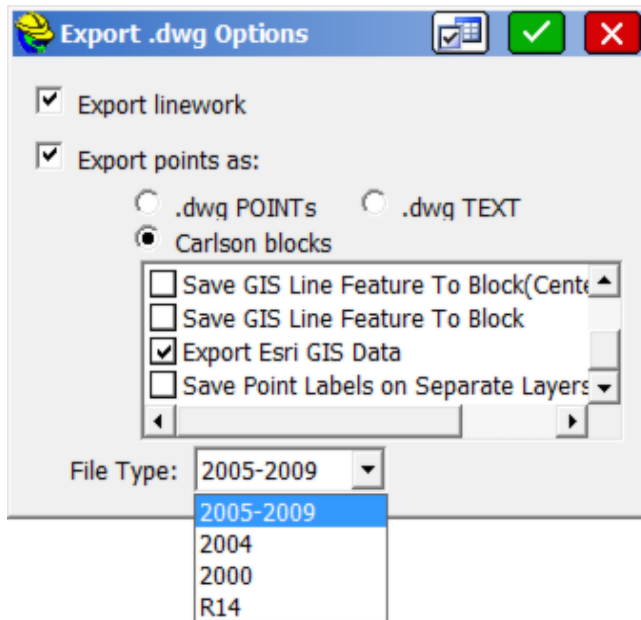 Export .dwg Options
Export linework
Export points as:
.dwg POINTs .dwg TEXT
Carlson blocks
Save GIS Line Feature To Block(Cente
Save GIS Line Feature To Block
Export Esri GIS Data
Save Point Labels on Separate Layers
File Type: 2005-2009
2005-2009
2004
2000
R14